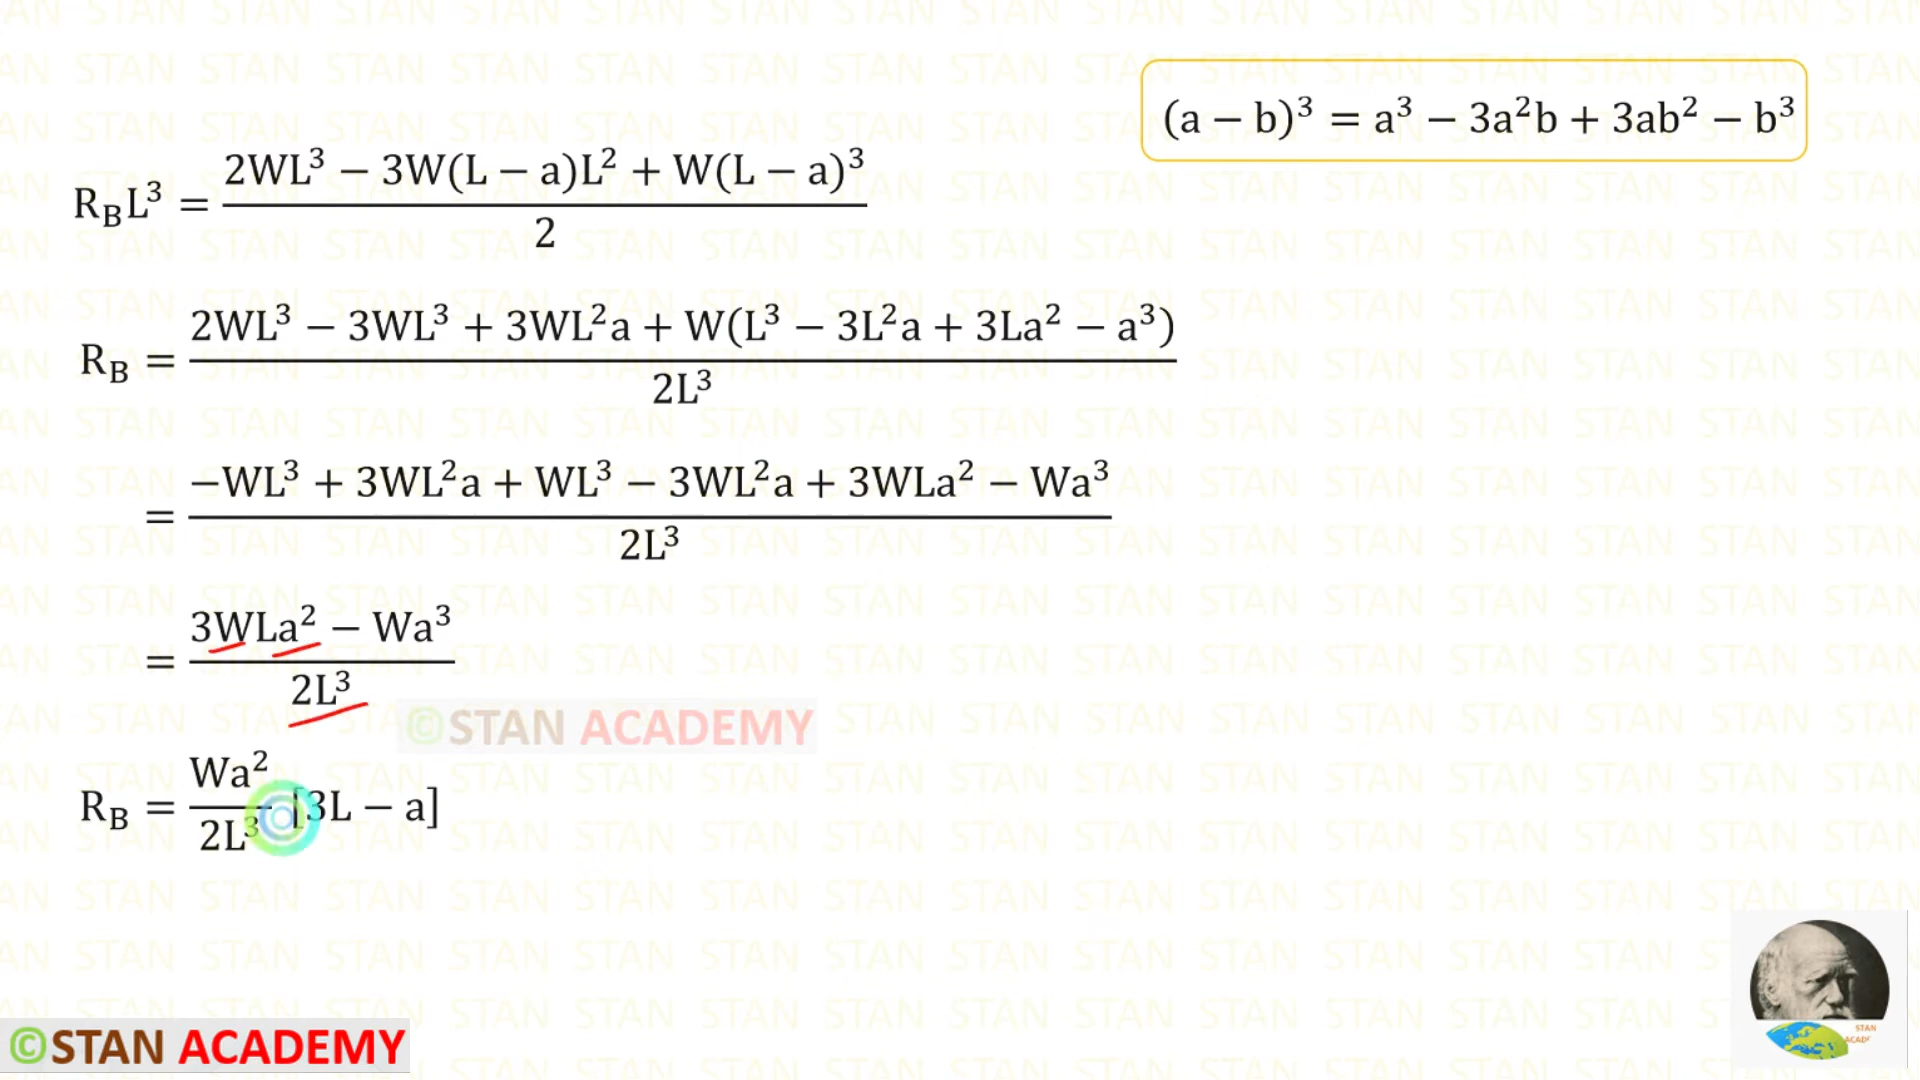 (a − b)³ = a³ − 3a²b + 3ab² − b³
R_B L³ = (2WL³ − 3W(L − a)L² + W(L − a)³) / 2
R_B = (2WL³ − 3WL³ + 3WL²a + W(L³ − 3L²a + 3La² − a³)) / 2L³
= (−WL³ + 3WL²a + WL³ − 3WL²a + 3WLa² − Wa³) / 2L³
= (3WLa² − Wa³) / 2L³
©STAN ACADEMY
R_B = Wa² / 2L³ [3L − a]
©STAN ACADEMY
STAN